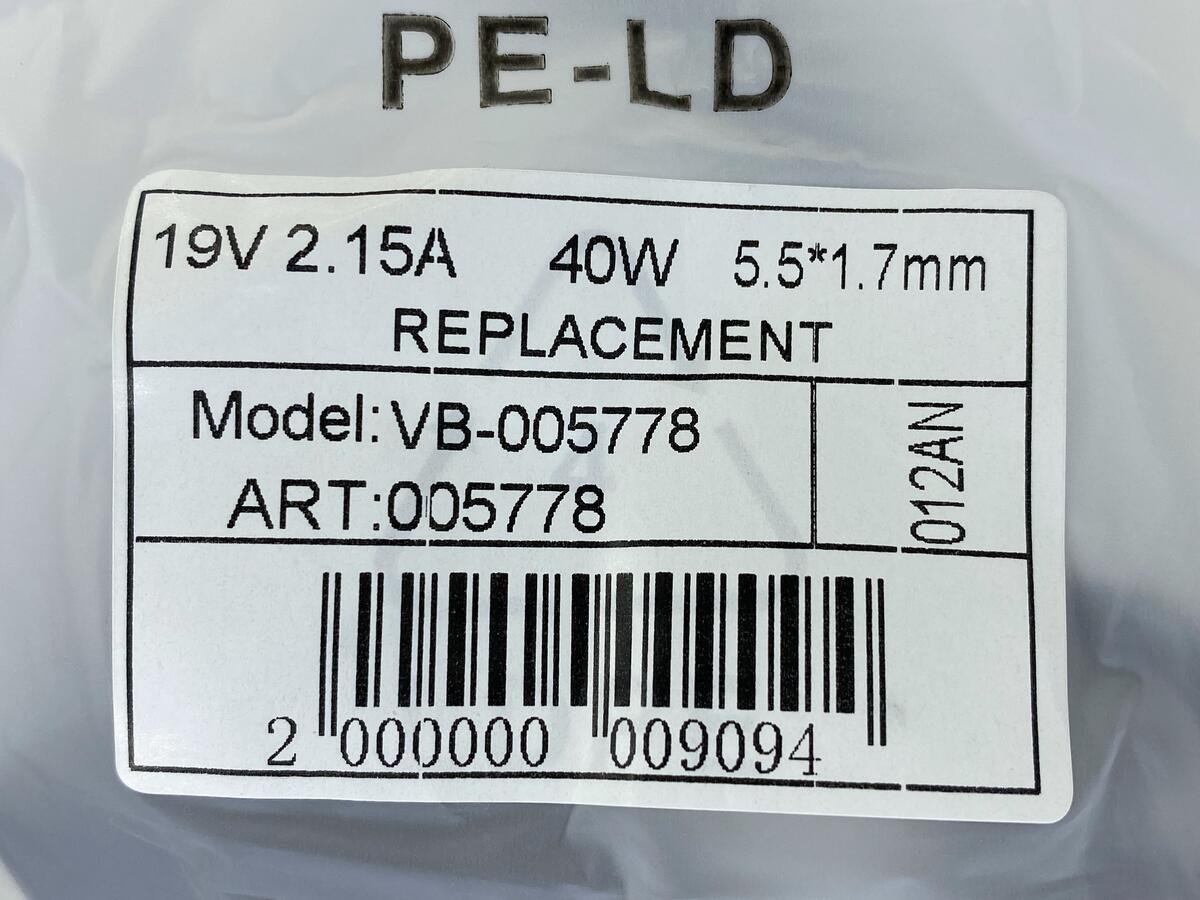 PE-LD
19V 2.15A 40W 5.5*1.7mm
REPLACEMENT
Model:VB-005778
ART:005778
012AN
2 000000 009094